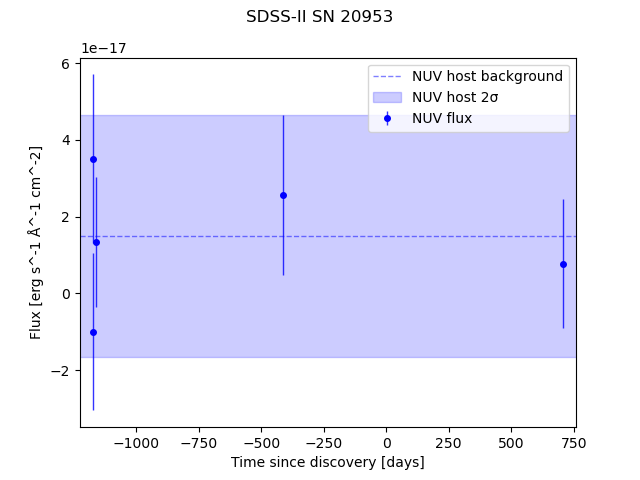 SDSS-II SN 20953
1e−17
NUV host background
NUV host 2σ
NUV flux
6
4
2
0
−2
Flux [erg s^-1 Å^-1 cm^-2]
−1000 −750 −500 −250 0 250 500 750
Time since discovery [days]